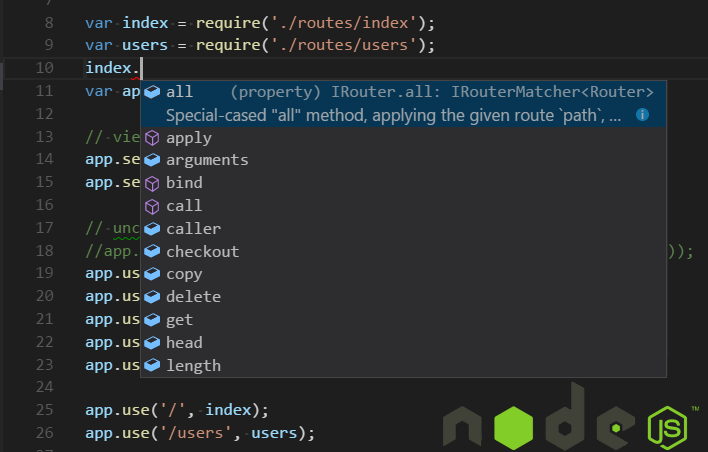 8 var index = require('./routes/index');
9 var users = require('./routes/users');
10 index.
11 var ap
all (property) IRouter.all: IRouterMatcher<Router>
Special-cased "all" method, applying the given route `path`, ...
12
13 // vie
apply
14 app.se
arguments
15 app.se
bind
16
call
17 // unc
caller
18 //app. ));
checkout
19 app.us
copy
20 app.us
delete
21 app.us
get
22 app.us
head
23 app.us
length
24
25 app.use('/', index);
26 app.use('/users', users);
node
JS
™